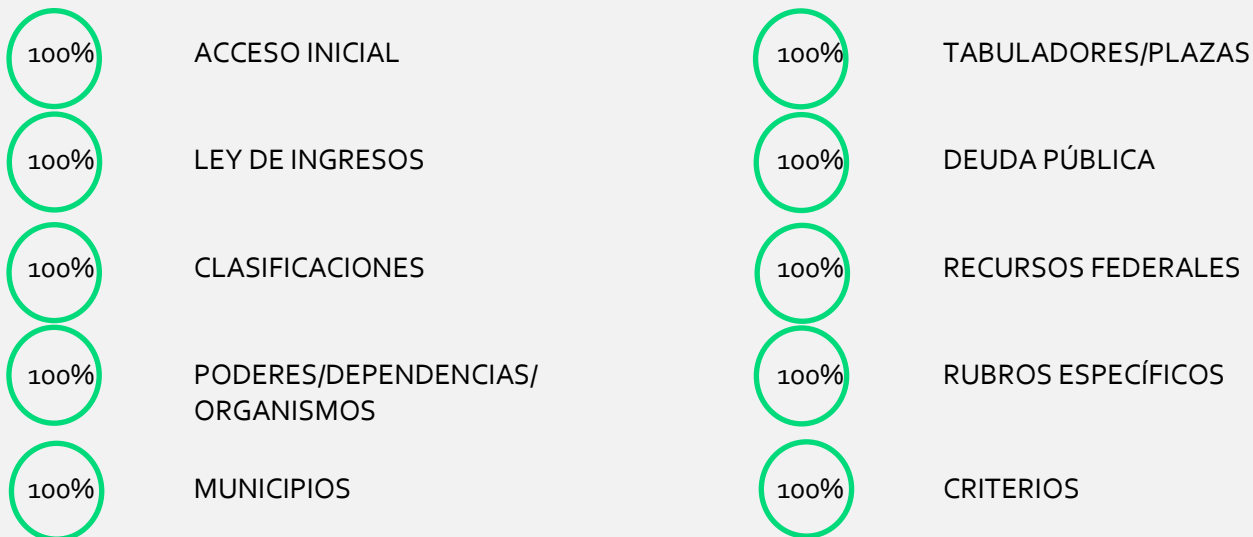 100% ACCESO INICIAL
100% TABULADORES/PLAZAS
100% LEY DE INGRESOS
100% DEUDA PÚBLICA
100% CLASIFICACIONES
100% RECURSOS FEDERALES
100% PODERES/DEPENDENCIAS/
ORGANISMOS
100% RUBROS ESPECÍFICOS
100% MUNICIPIOS
100% CRITERIOS